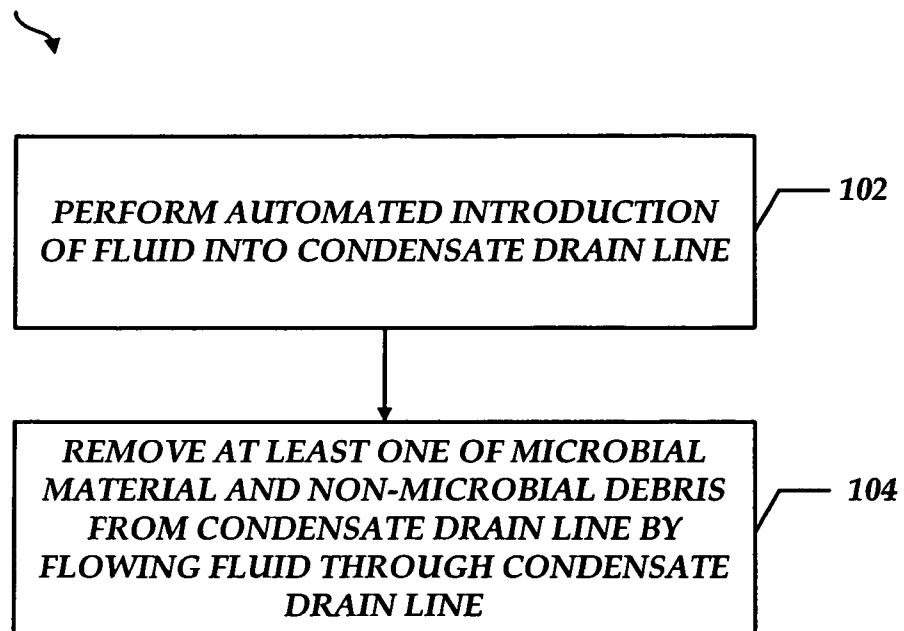 PERFORM AUTOMATED INTRODUCTION
OF FLUID INTO CONDENSATE DRAIN LINE
102
REMOVE AT LEAST ONE OF MICROBIAL
MATERIAL AND NON-MICROBIAL DEBRIS
FROM CONDENSATE DRAIN LINE BY
FLOWING FLUID THROUGH CONDENSATE
DRAIN LINE
104